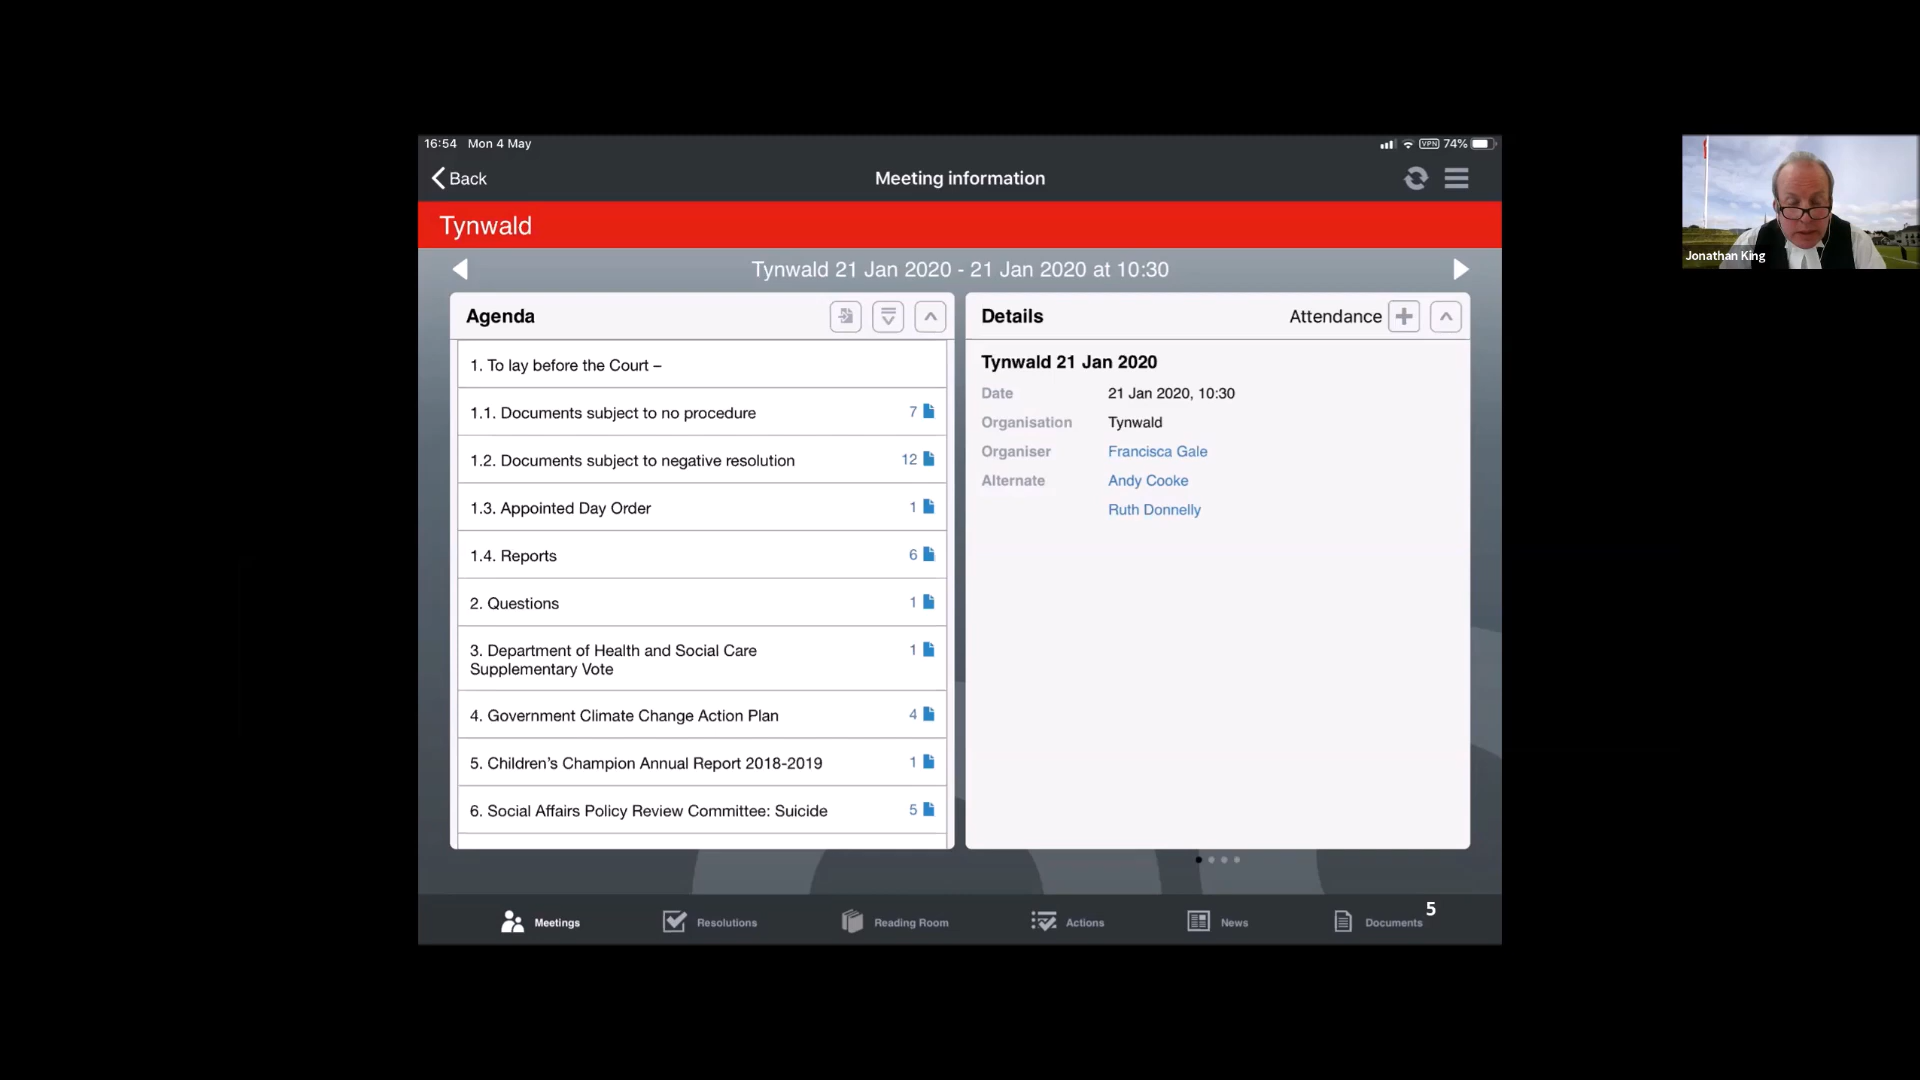 16:54 Mon 4 May
VPN 74%
Back
Meeting information
Tynwald
Tynwald 21 Jan 2020 - 21 Jan 2020 at 10:30
Agenda
1. To lay before the Court –
1.1. Documents subject to no procedure 7
1.2. Documents subject to negative resolution 12
1.3. Appointed Day Order 1
1.4. Reports 6
2. Questions 1
3. Department of Health and Social Care 1
Supplementary Vote
4. Government Climate Change Action Plan 4
5. Children’s Champion Annual Report 2018-2019 1
6. Social Affairs Policy Review Committee: Suicide 5
Details Attendance
Tynwald 21 Jan 2020
Date 21 Jan 2020, 10:30
Organisation Tynwald
Organiser Francisca Gale
Alternate Andy Cooke
Ruth Donnelly
Meetings Resolutions Reading Room Actions News Documents
5
Jonathan King